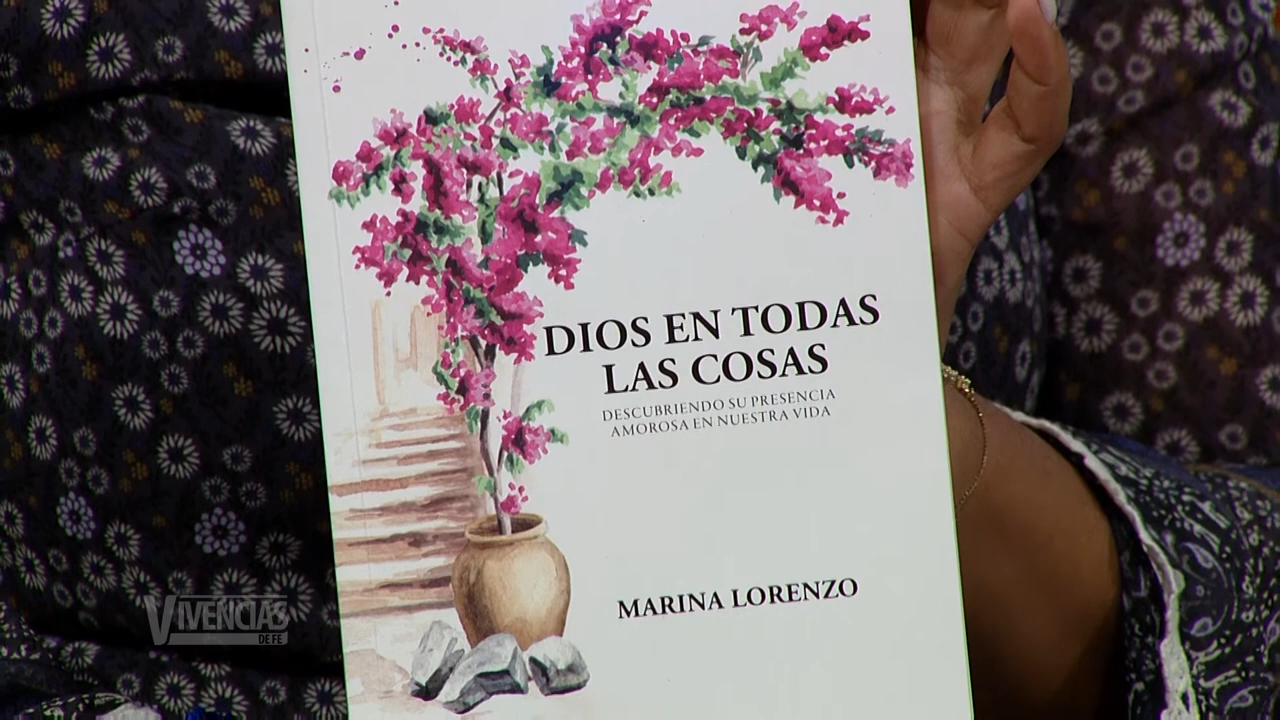 DIOS EN TODAS
LAS COSAS
DESCUBRIENDO SU PRESENCIA
AMOROSA EN NUESTRA VIDA
MARINA LORENZO
VIVENCIAS
DE FE